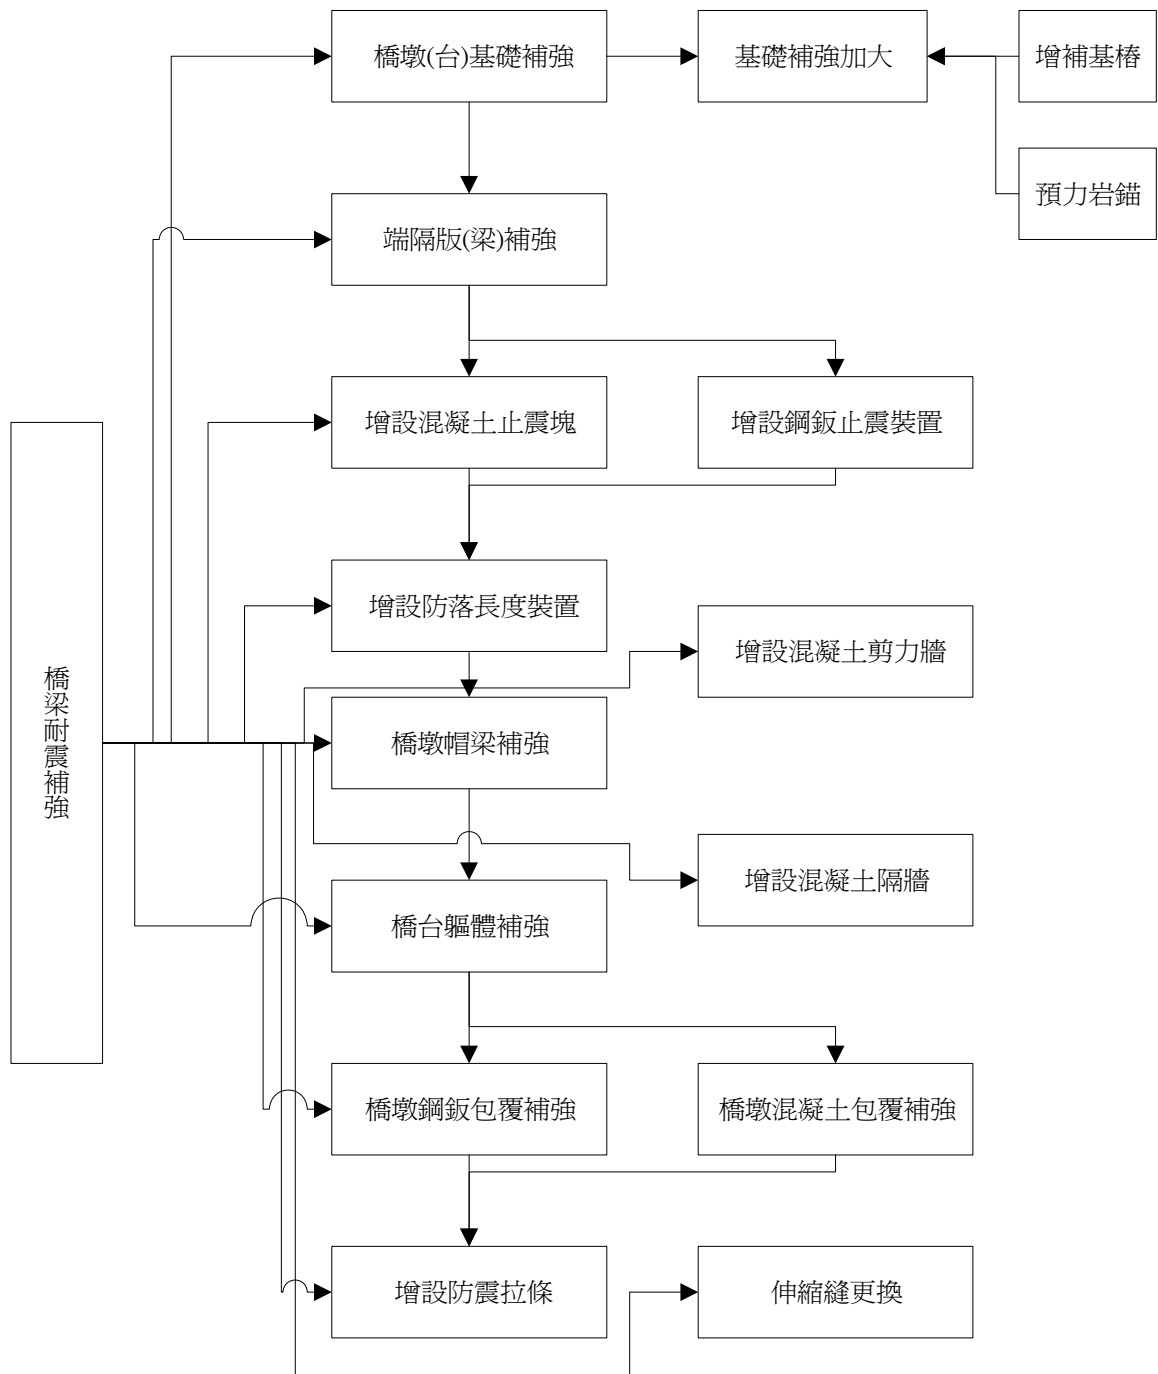 橋墩(台)基礎補強
基礎補強加大
增補基樁
預力岩錨
端隔版(梁)補強
增設混凝土止震塊
增設鋼鈑止震裝置
增設防落長度裝置
增設混凝土剪力牆
橋梁耐震補強
橋墩帽梁補強
增設混凝土隔牆
橋台軀體補強
橋墩鋼鈑包覆補強
橋墩混凝土包覆補強
增設防震拉條
伸縮縫更換